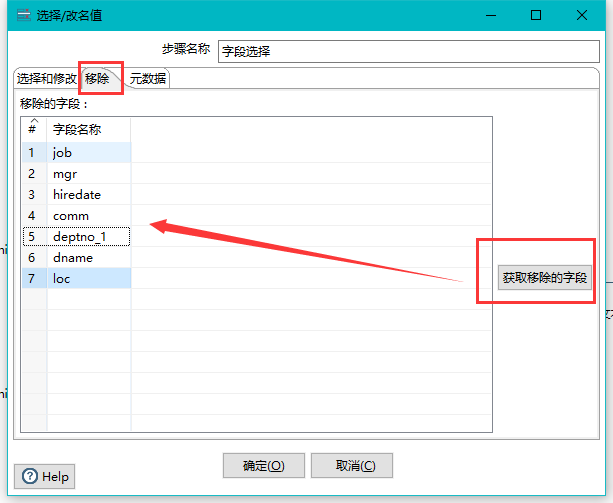 选择/改名值
步骤名称 字段选择
选择和修改 移除 元数据
移除的字段：
# 字段名称
1 job
2 mgr
3 hiredate
4 comm
5 deptno_1
6 dname
7 loc
获取移除的字段
确定(O) 取消(C)
Help